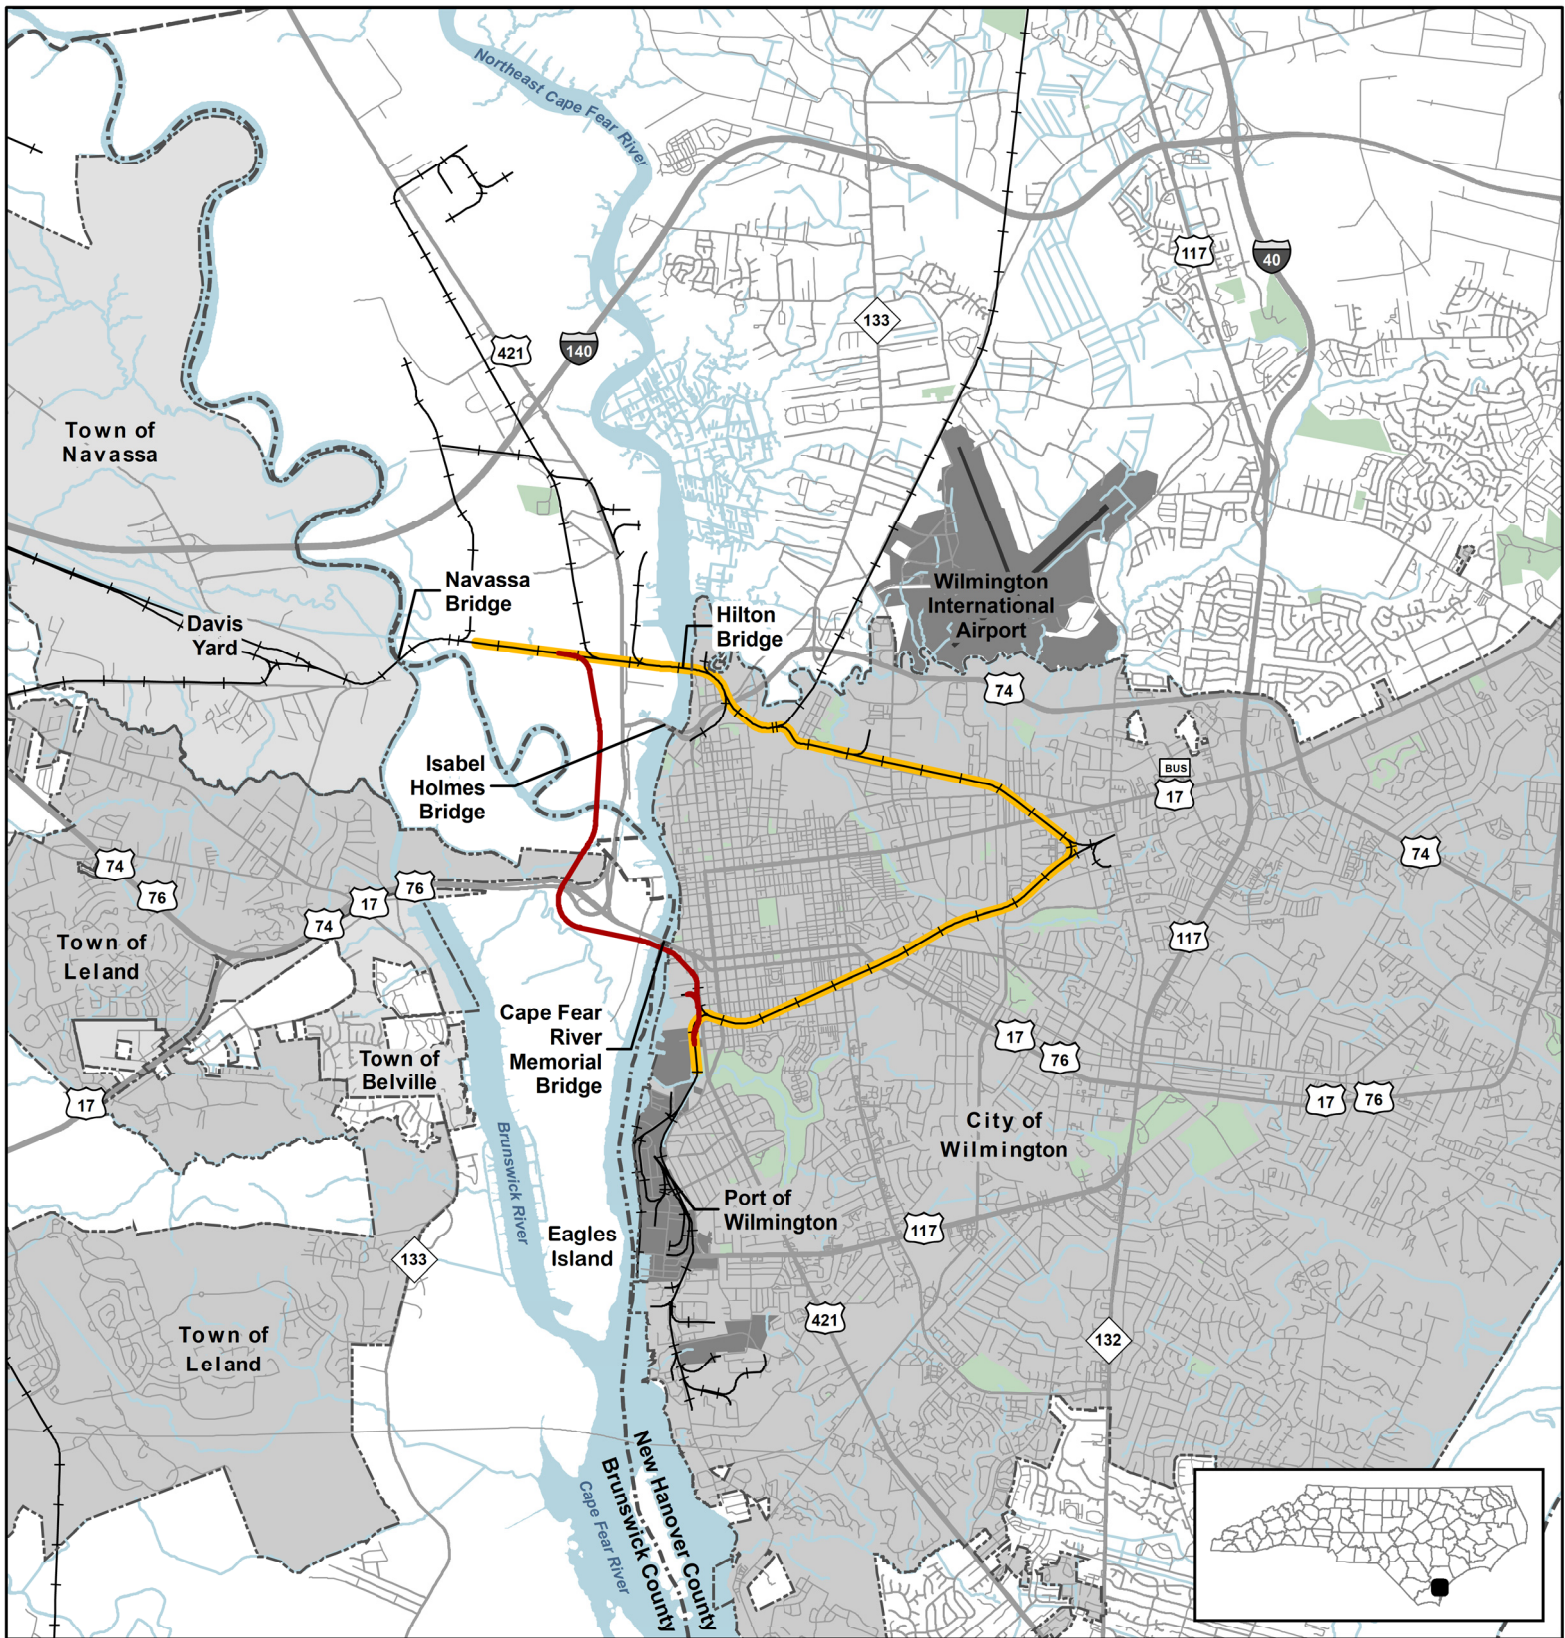 Northeast Cape Fear River
117
40
133
421
140
Town of
Navassa
Navassa
Bridge
Wilmington
International
Airport
Hilton
Bridge
Davis
Yard
74
Isabel
Holmes
Bridge
BUS
17
74
74
76
76
17
74
117
Town of
Leland
Cape Fear
River
Memorial
Bridge
17
76
Town of
Belville
17
17
76
City of
Wilmington
Brunswick River
Port of
Wilmington
117
Eagles
Island
133
421
132
Town of
Leland
New Hanover County
Brunswick County
Cape Fear River